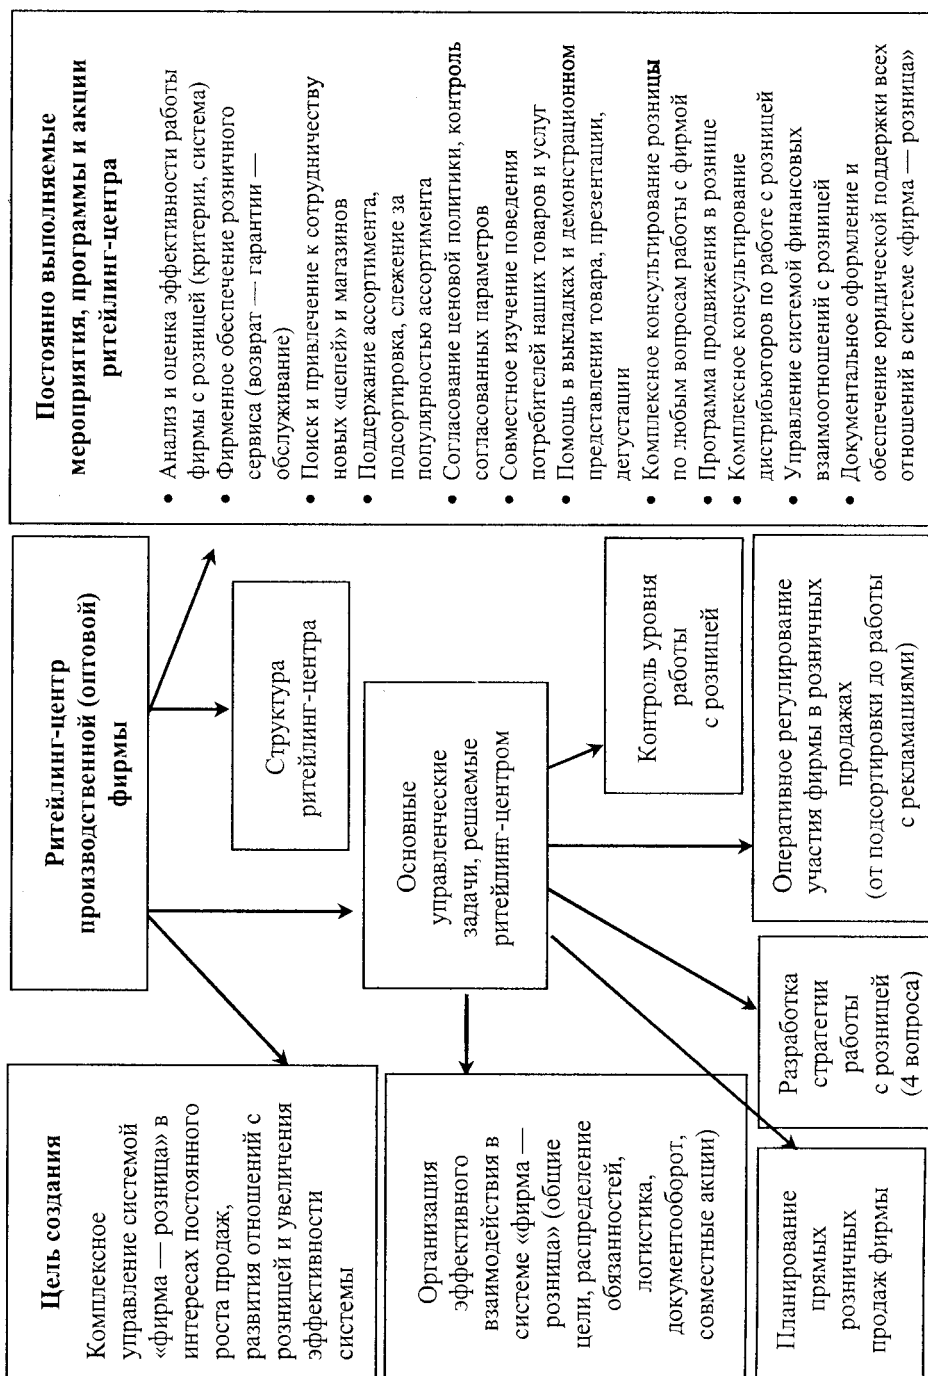 Ритейлинг-центр
производственной (оптовой)
фирмы
Цель создания
Комплексное
управление системой
«фирма — розница» в
интересах постоянного
роста продаж,
развития отношений с
розницей и увеличения
эффективности
системы
Структура
ритейлинг-центра
Постоянно выполняемые
мероприятия, программы и акции
ритейлинг-центра
• Анализ и оценка эффективности работы
фирмы с розницей (критерии, система)
• Фирменное обеспечение розничного
сервиса (возврат — гарантии —
обслуживание)
• Поиск и привлечение к сотрудничеству
новых «цепей» и магазинов
• Поддержание ассортимента,
подсортировка, слежение за
популярностью ассортимента
• Согласование ценовой политики, контроль
согласованных параметров
• Совместное изучение поведения
потребителей наших товаров и услуг
• Помощь в выкладках и демонстрационном
представлении товара, презентации,
дегустации
• Комплексное консультирование розницы
по любым вопросам работы с фирмой
• Программа продвижения в рознице
• Комплексное консультирование
дистрибьюторов по работе с розницей
• Управление системой финансовых
взаимоотношений с розницей
• Документальное оформление и
обеспечение юридической поддержки всех
отношений в системе «фирма — розница»
Основные
управленческие
задачи, решаемые
ритейлинг-центром
Организация
эффективного
взаимодействия в
системе «фирма —
розница» (общие
цели, распределение
обязанностей,
логистика,
документооборот,
совместные акции)
Планирование
прямых
розничных
продаж фирмы
Разработка
стратегии
работы
с розницей
(4 вопроса)
Оперативное регулирование
участия фирмы в розничных
продажах
(от подсортировки до работы
с рекламациями)
Контроль уровня
работы
с розницей